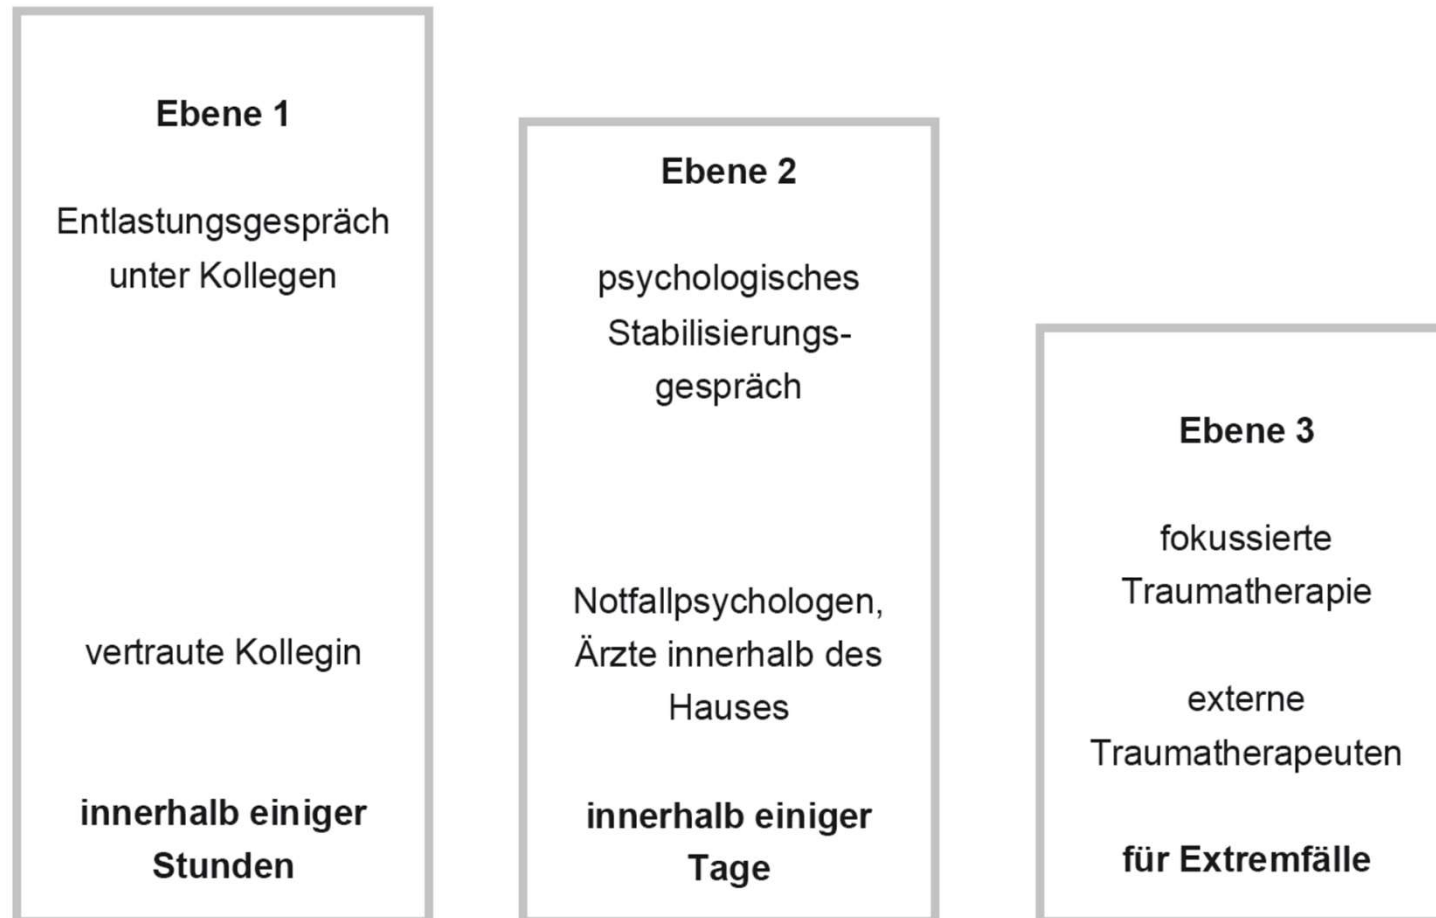 Ebene 1
Entlastungsgespräch
unter Kollegen
vertraute Kollegin
innerhalb einiger
Stunden
Ebene 2
psychologisches
Stabilisierungs-
gespräch
Notfallpsychologen,
Ärzte innerhalb des
Hauses
innerhalb einiger
Tage
Ebene 3
fokussierte
Traumatherapie
externe
Traumatherapeuten
für Extremfälle